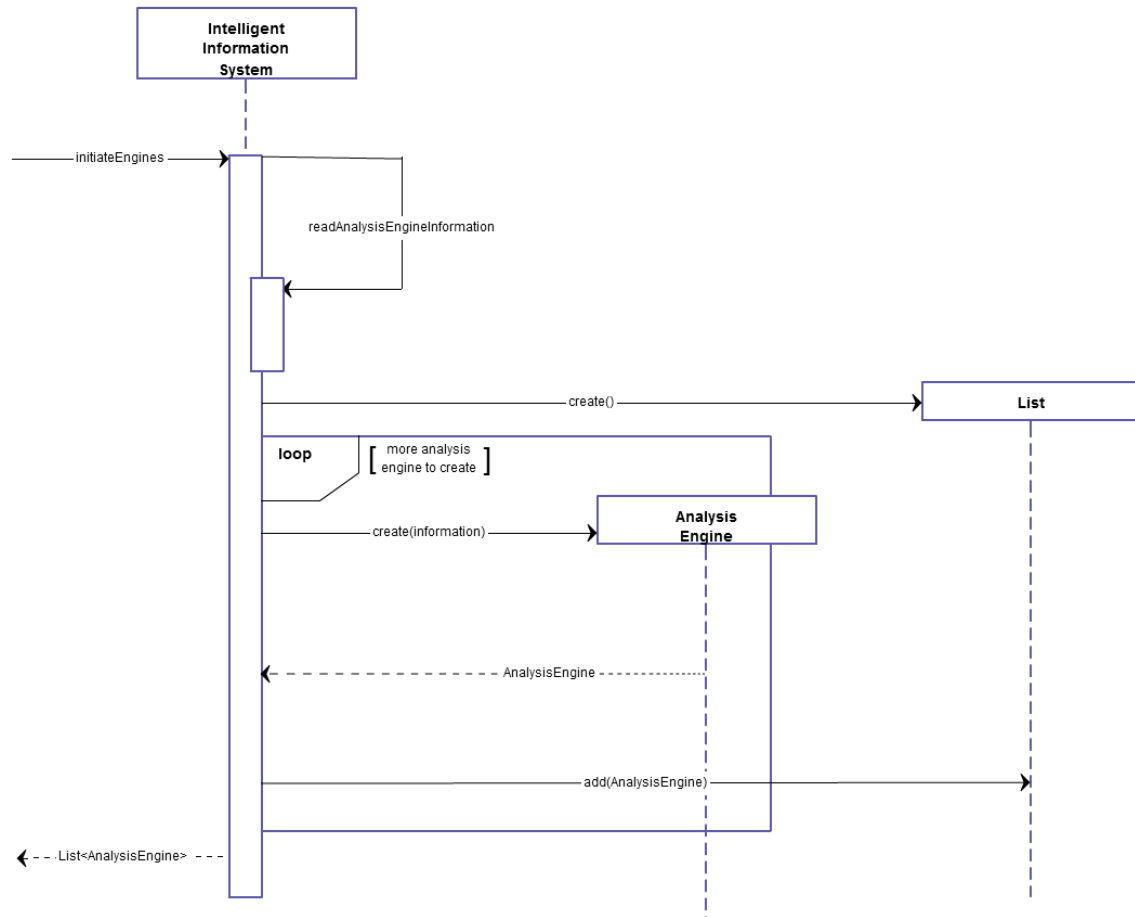 Intelligent
Information
System
initiateEngines
readAnalysisEngineInformation
create()
List
loop
[ more analysis
engine to create ]
create(information)
Analysis
Engine
AnalysisEngine
add(AnalysisEngine)
List<AnalysisEngine>